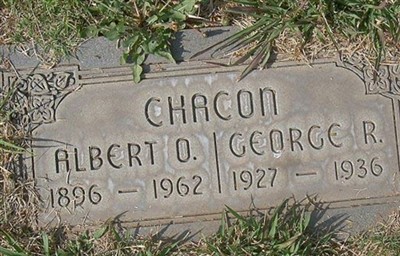 CHACON
ALBERT O. GEORGE R.
1896 – 1962 1927 – 1936